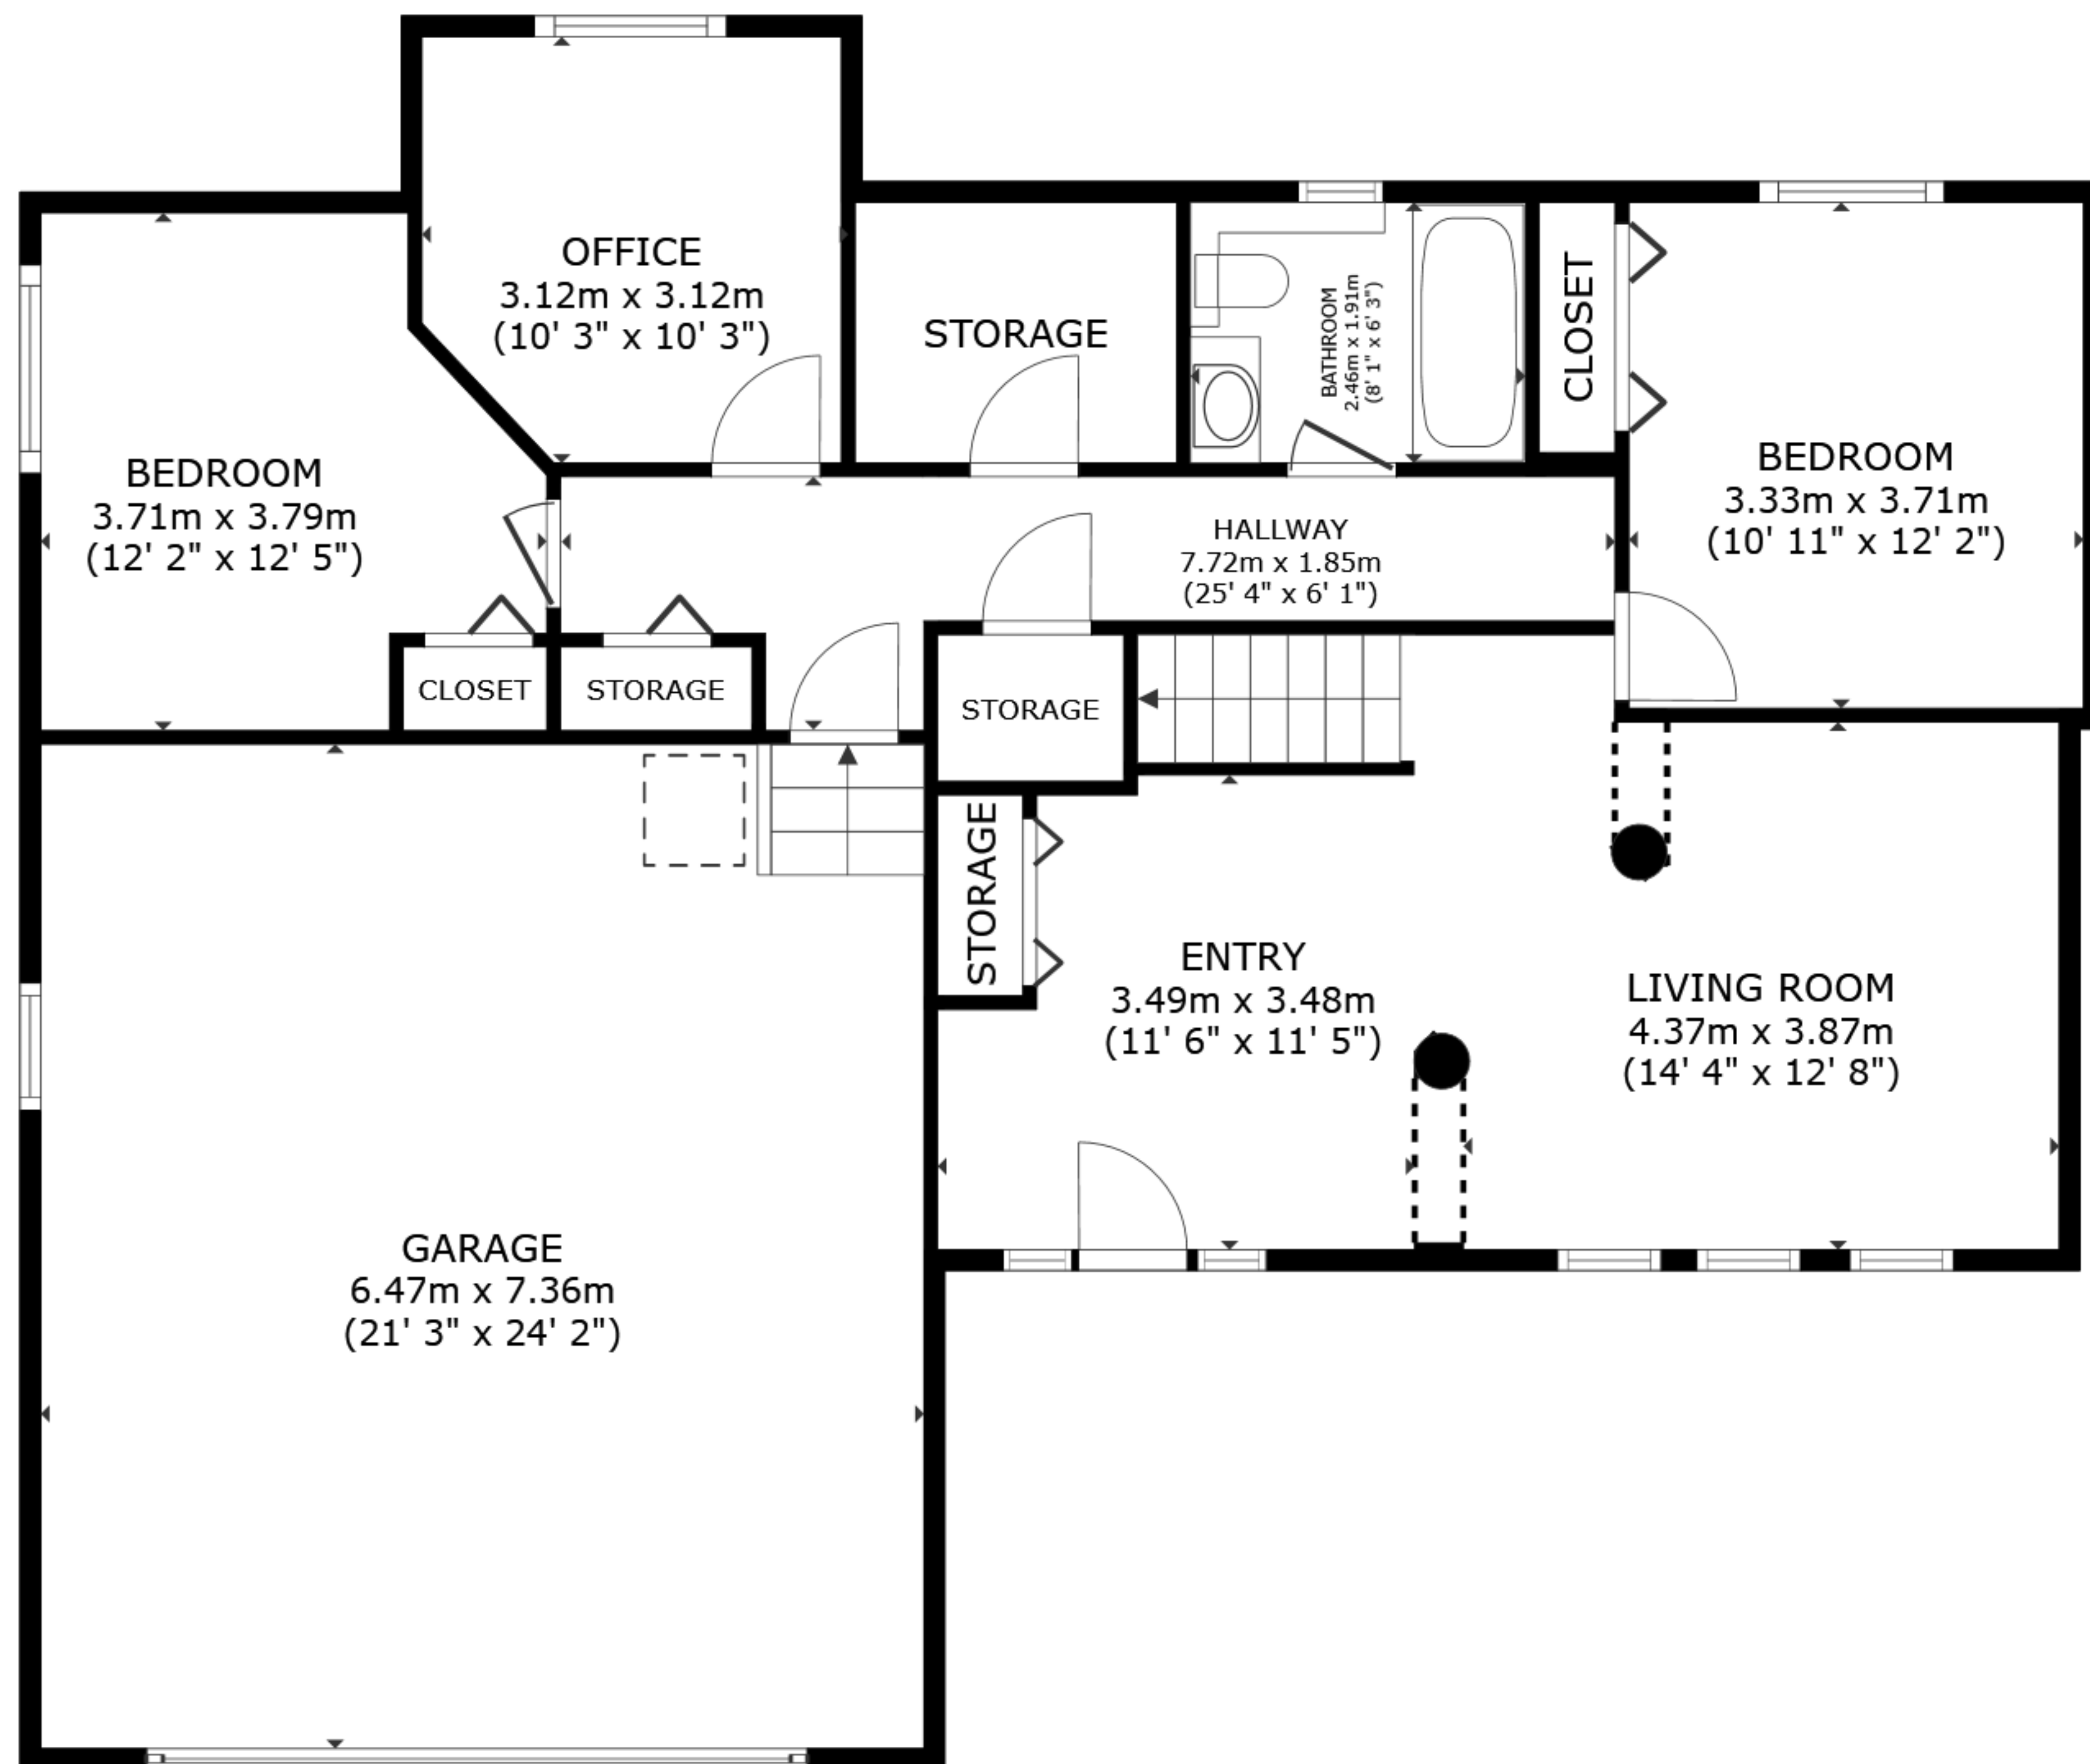 OFFICE
3.12m x 3.12m
(10' 3" x 10' 3")
STORAGE
BATHROOM
2.46m x 1.91m
(8' 1" x 6' 3")
CLOSET
BEDROOM
3.33m x 3.71m
(10' 11" x 12' 2")
BEDROOM
3.71m x 3.79m
(12' 2" x 12' 5")
HALLWAY
7.72m x 1.85m
(25' 4" x 6' 1")
CLOSET
STORAGE
STORAGE
STORAGE
ENTRY
3.49m x 3.48m
(11' 6" x 11' 5")
LIVING ROOM
4.37m x 3.87m
(14' 4" x 12' 8")
GARAGE
6.47m x 7.36m
(21' 3" x 24' 2")